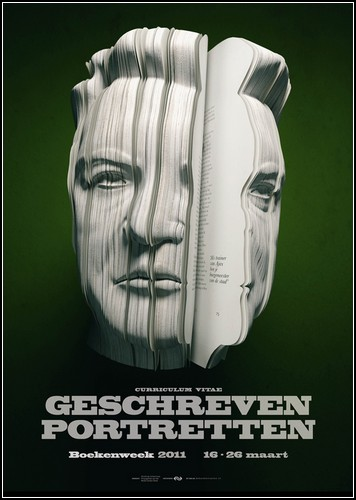 CURRICULUM VITAE
GESCHREVEN
PORTRETTEN
Boekenweek 2011 16 - 26 maart